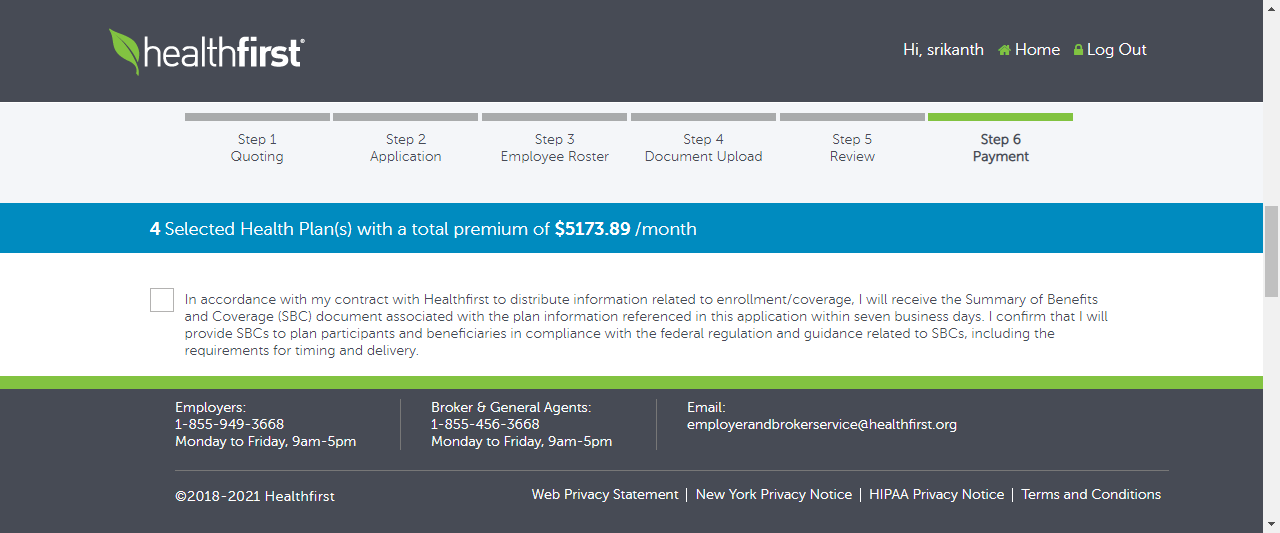 healthfirst®
Hi, srikanth Home Log Out
Step 1
Quoting
Step 2
Application
Step 3
Employee Roster
Step 4
Document Upload
Step 5
Review
Step 6
Payment
4 Selected Health Plan(s) with a total premium of $5173.89 /month
In accordance with my contract with Healthfirst to distribute information related to enrollment/coverage, I will receive the Summary of Benefits
and Coverage (SBC) document associated with the plan information referenced in this application within seven business days. I confirm that I will
provide SBCs to plan participants and beneficiaries in compliance with the federal regulation and guidance related to SBCs, including the
requirements for timing and delivery.
Employers:
1-855-949-3668
Monday to Friday, 9am-5pm
Broker & General Agents:
1-855-456-3668
Monday to Friday, 9am-5pm
Email:
employerandbrokerservice@healthfirst.org
©2018-2021 Healthfirst
Web Privacy Statement | New York Privacy Notice | HIPAA Privacy Notice | Terms and Conditions